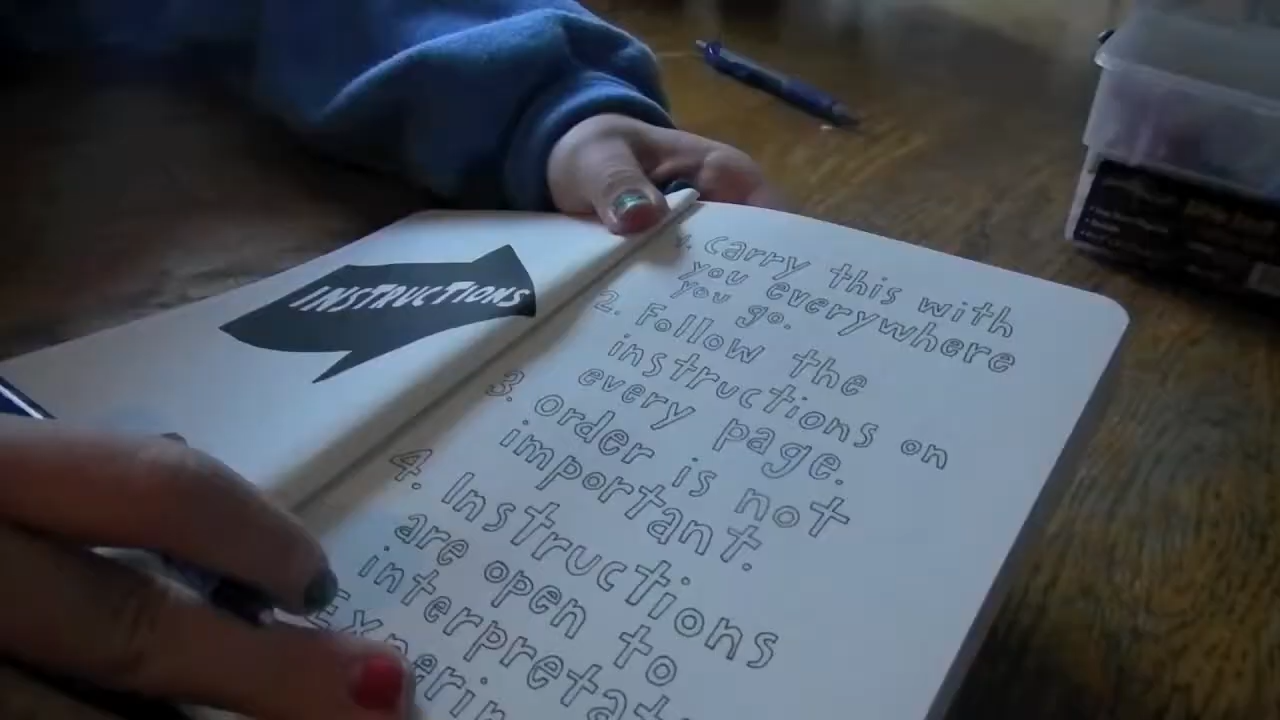 INSTRUCTIONS
1. Carry this with
you everywhere
you go.
2. Follow the
instructions on
every page.
3. Order is not
important.
4. Instructions
are open to